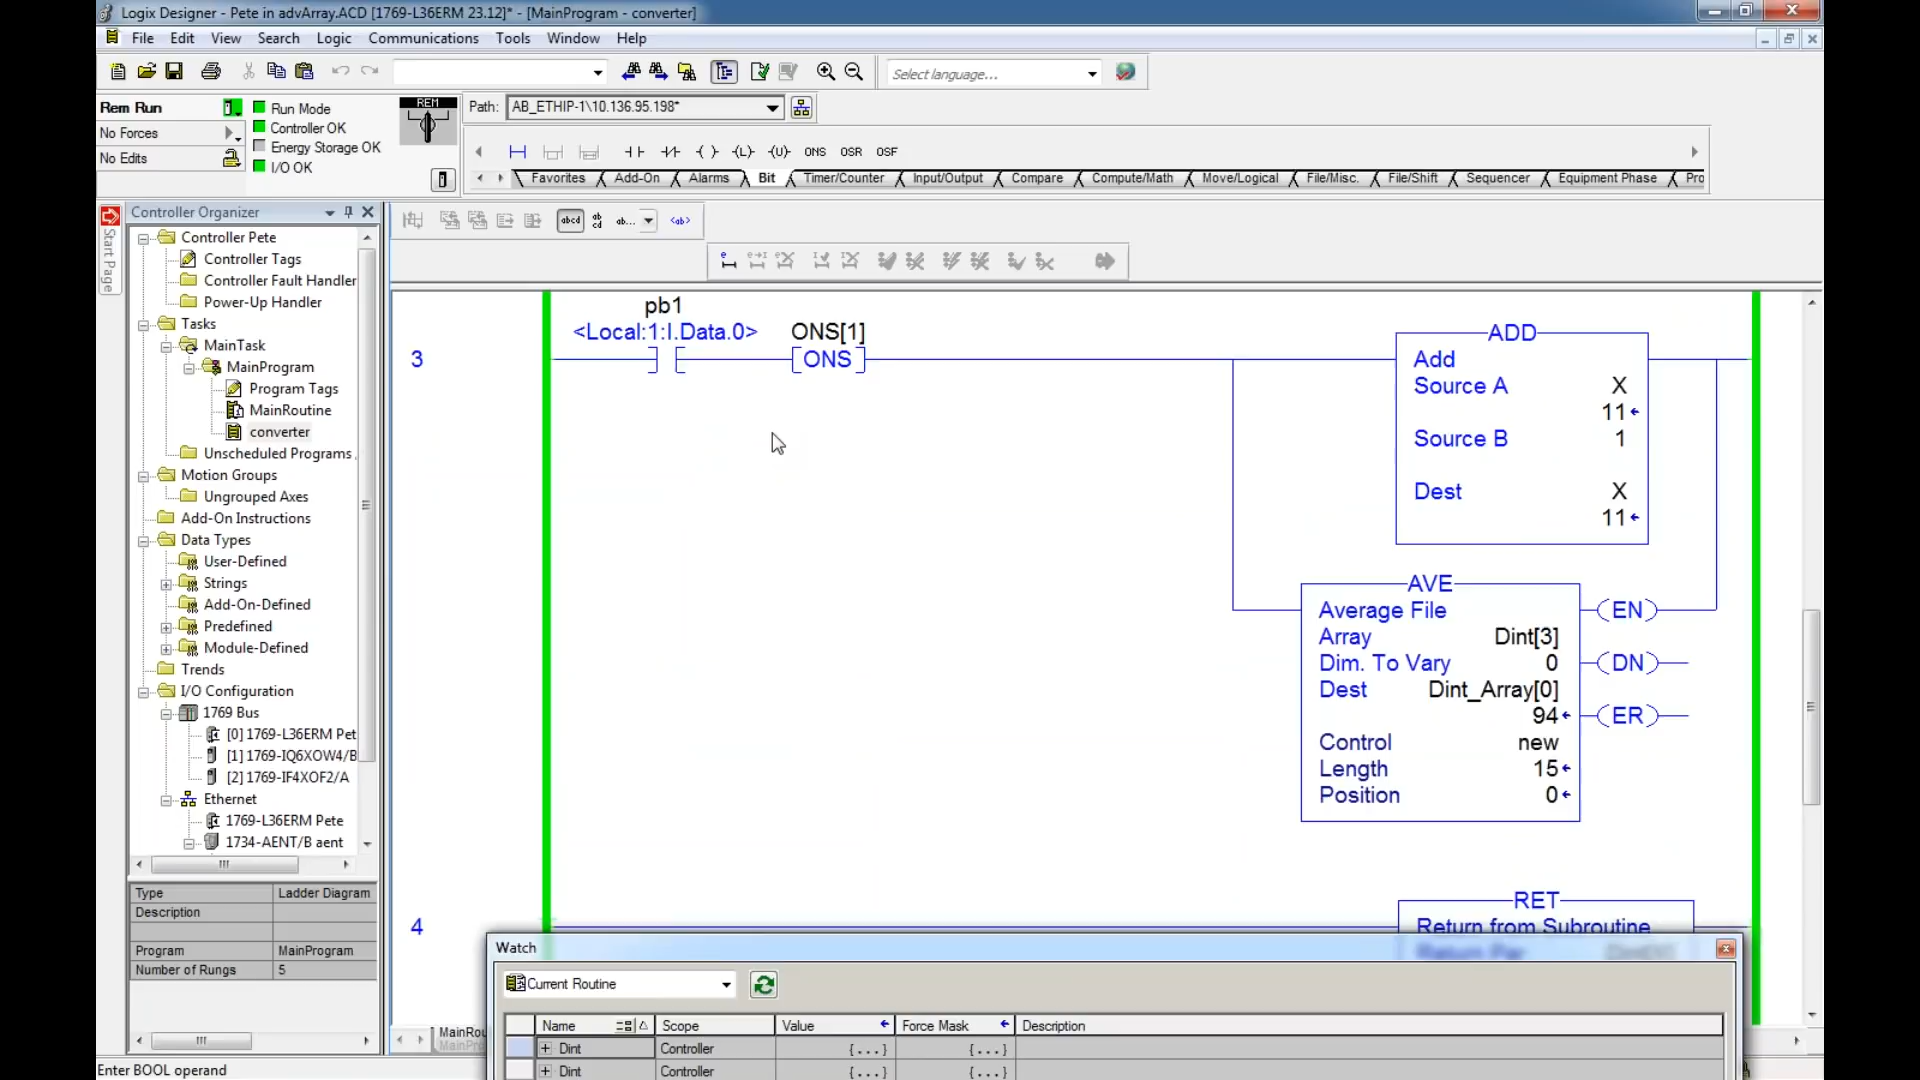 Logix Designer - Pete in advArray.ACD [1769-L36ERM 23.12]* - [MainProgram - converter]
File Edit View Search Logic Communications Tools Window Help
Select language...
Rem Run
No Forces
No Edits
Run Mode
Controller OK
Energy Storage OK
I/O OK
REM
Path: AB_ETHIP-1\10.136.95.198*
(L) (U) ONS OSR OSF
Favorites Add-On Alarms Bit Timer/Counter Input/Output Compare Compute/Math Move/Logical File/Misc. File/Shift Sequencer Equipment Phase Pro
Start Page
Controller Organizer
Controller Pete
Controller Tags
Controller Fault Handler
Power-Up Handler
Tasks
MainTask
MainProgram
Program Tags
MainRoutine
converter
Unscheduled Programs
Motion Groups
Ungrouped Axes
Add-On Instructions
Data Types
User-Defined
Strings
Add-On-Defined
Predefined
Module-Defined
Trends
I/O Configuration
1769 Bus
[0] 1769-L36ERM Pet
[1] 1769-IQ6XOW4/B
[2] 1769-IF4XOF2/A
Ethernet
1769-L36ERM Pete
1734-AENT/B aent
Type Ladder Diagram
Description
Program MainProgram
Number of Rungs 5
abcd ab cd ab... <ab>
3
pb1
<Local:1:I.Data.0>
ONS[1]
ONS
ADD
Add
Source A X
11
Source B 1
Dest X
11
AVE
Average File
Array Dint[3]
Dim. To Vary 0
Dest Dint_Array[0]
94
Control new
Length 15
Position 0
(EN)
(DN)
(ER)
4
RET
Return from Subroutine
MainRou
Watch
Current Routine
Name Scope Value Force Mask Description
Dint Controller {...} {...}
Dint Controller {...} {...}
Enter BOOL operand